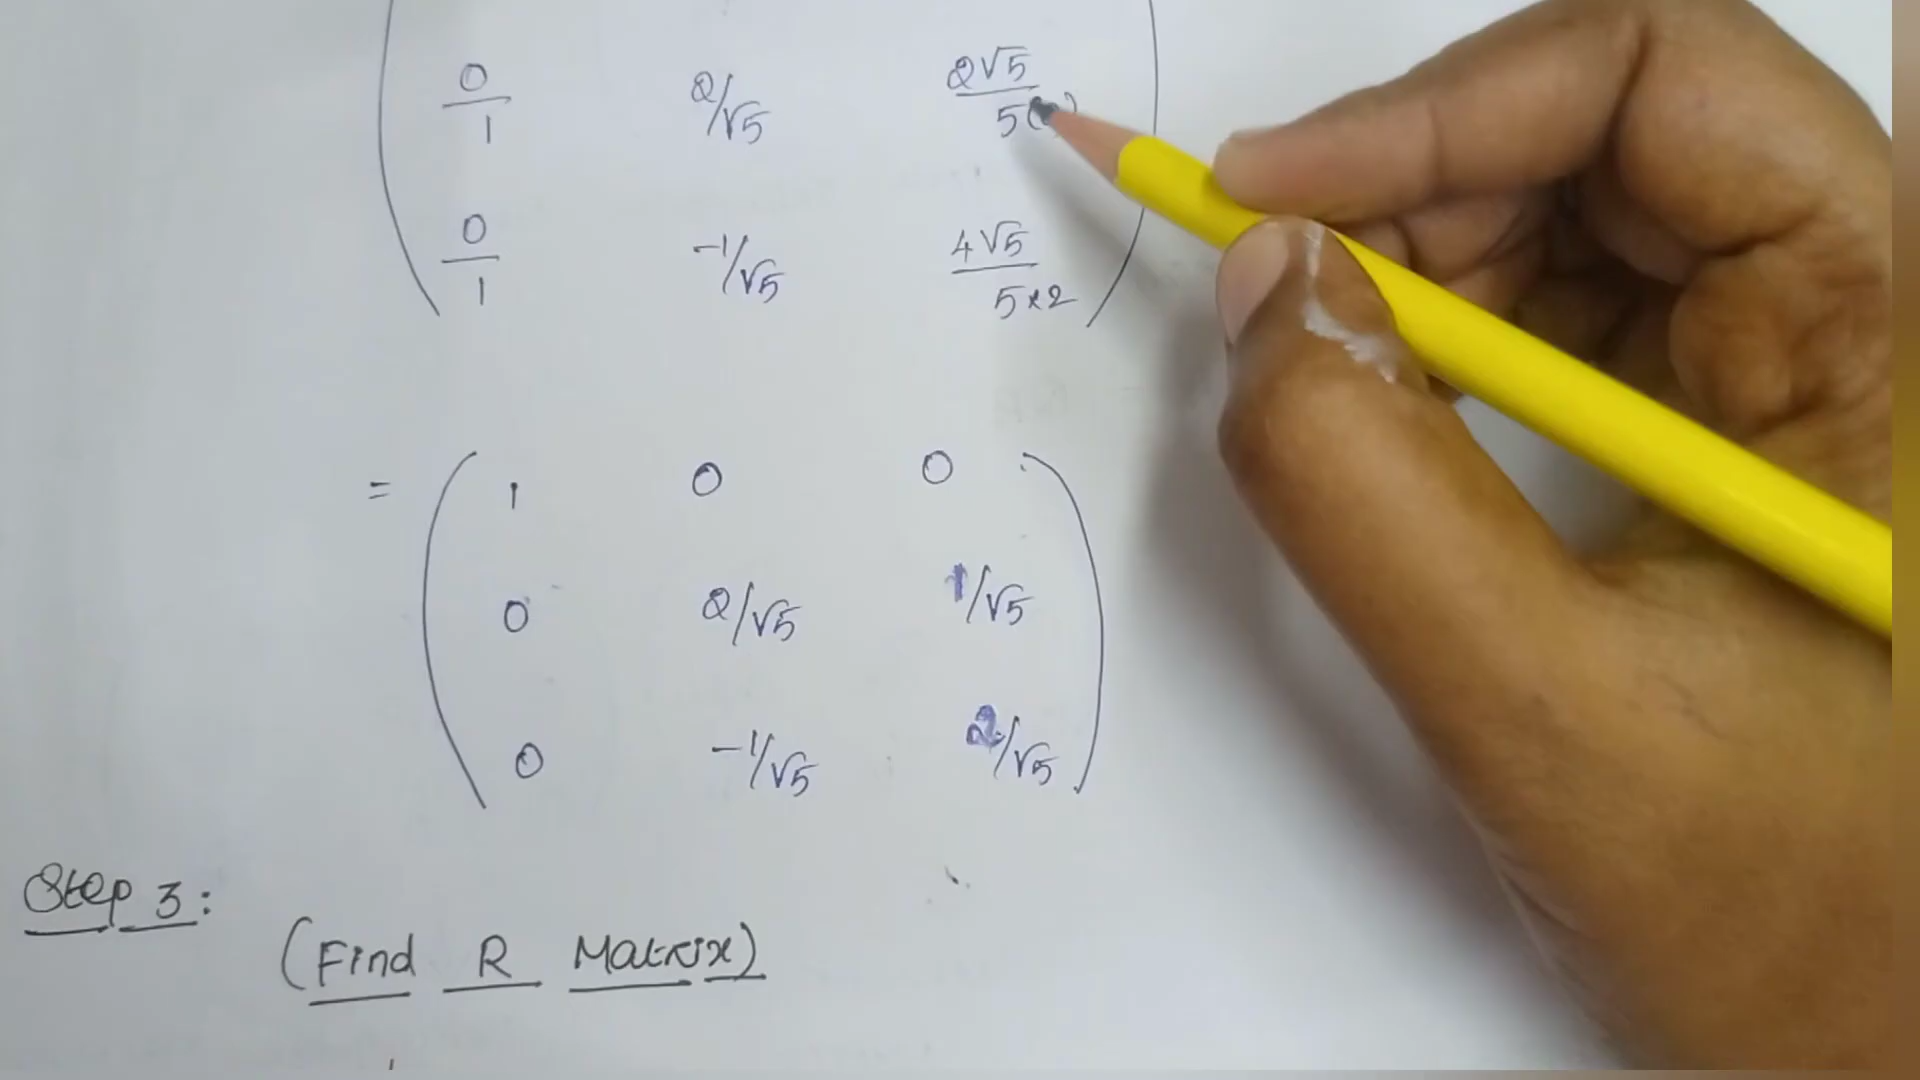 0/1 2/√5 2√5/5(
0/1 -1/√5 4√5/5×2
= 1 0 0
0 2/√5 1/√5
0 -1/√5 2/√5
Step 3:
(Find R Matrix)